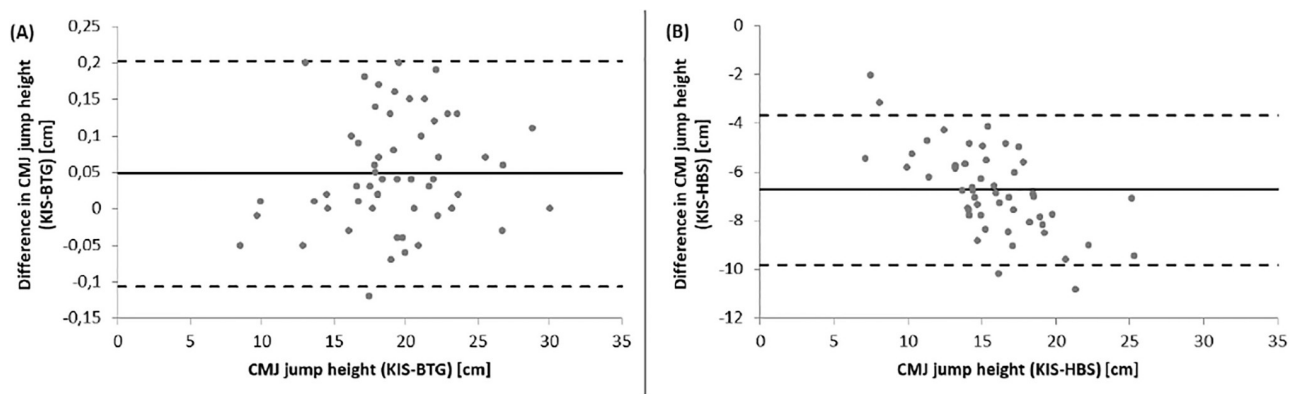 (A)
Difference in CMJ jump height
(KIS-BTG) [cm]
0,25
0,2
0,15
0,1
0,05
0
-0,05
-0,1
-0,15
0 5 10 15 20 25 30 35
CMJ jump height (KIS-BTG) [cm]
(B)
Difference in CMJ jump height
(KIS-HBS) [cm]
0
-2
-4
-6
-8
-10
-12
0 5 10 15 20 25 30 35
CMJ jump height (KIS-HBS) [cm]